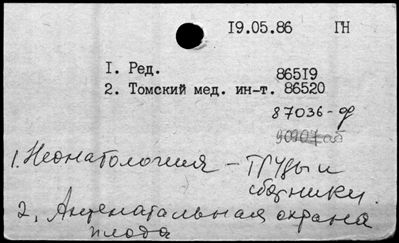 19.05.86 ГН
1. Ред. 86519
2. Томский мед. ин-т. 86520
87036-ф
90907аб
1. Неонатология – Труды и
сборники.
2. Антенатальная охрана
плода